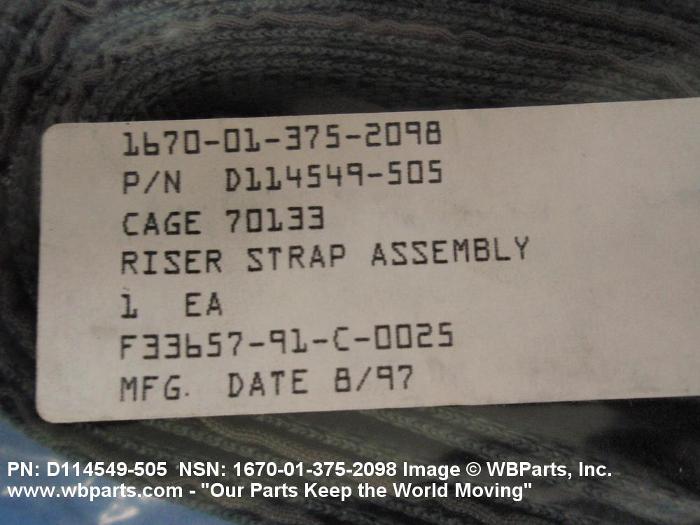 1670-01-375-2098
P/N D114549-505
CAGE 70133
RISER STRAP ASSEMBLY
1 EA
F33657-91-C-0025
MFG. DATE 8/97
PN: D114549-505 NSN: 1670-01-375-2098 Image © WBParts, Inc.
www.wbparts.com - "Our Parts Keep the World Moving"